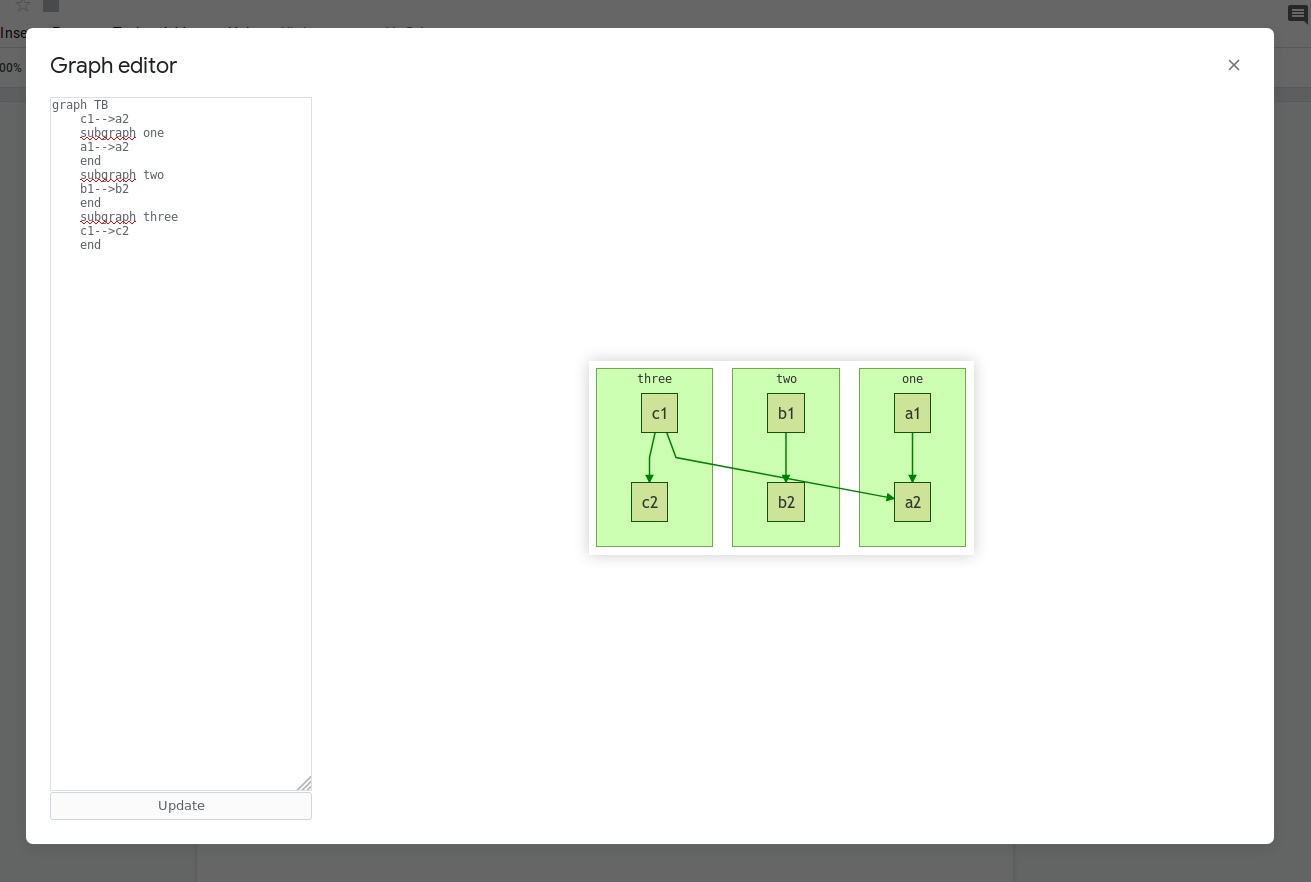 00%
Graph editor
graph TB
c1-->a2
subgraph one
a1-->a2
end
subgraph two
b1-->b2
end
subgraph three
c1-->c2
end
three
two
one
c1
b1
a1
c2
b2
a2
Update